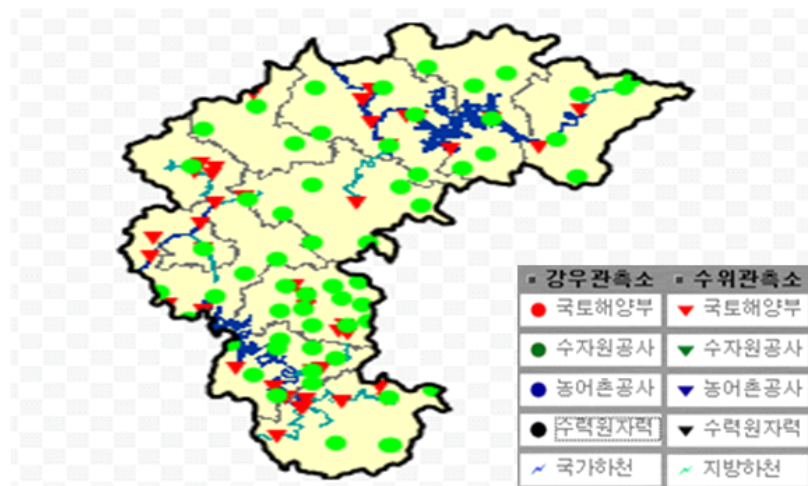 강우관측소 수위관측소
국토해양부 국토해양부
수자원공사 수자원공사
농어촌공사 농어촌공사
수력원자력 수력원자력
국가하천 지방하천